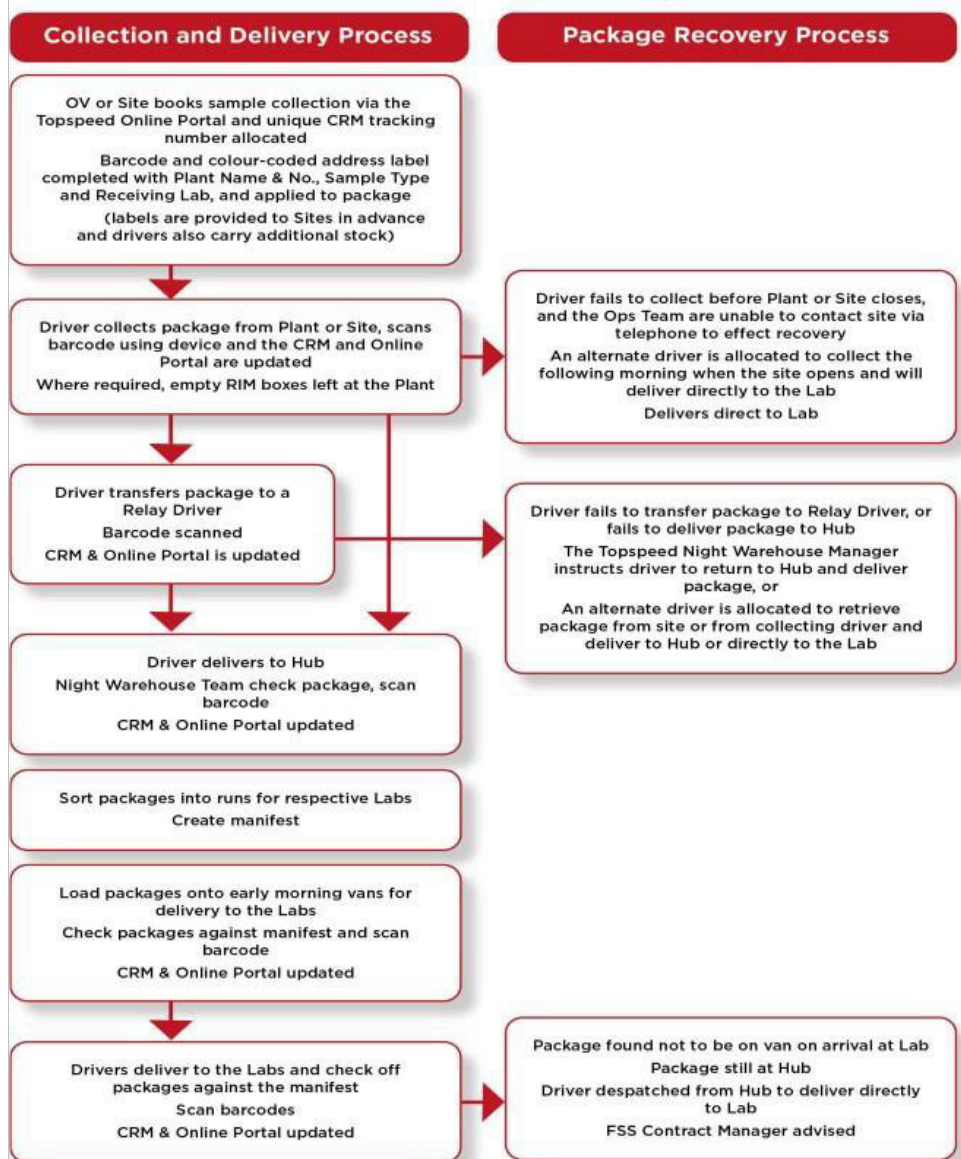 Collection and Delivery Process
Package Recovery Process
OV or Site books sample collection via the
Topspeed Online Portal and unique CRM tracking
number allocated
Barcode and colour-coded address label
completed with Plant Name & No., Sample Type
and Receiving Lab, and applied to package
(labels are provided to Sites in advance
and drivers also carry additional stock)
Driver collects package from Plant or Site, scans
barcode using device and the CRM and Online
Portal are updated
Where required, empty RIM boxes left at the Plant
Driver fails to collect before Plant or Site closes,
and the Ops Team are unable to contact site via
telephone to effect recovery
An alternate driver is allocated to collect the
following morning when the site opens and will
deliver directly to the Lab
Delivers direct to Lab
Driver transfers package to a
Relay Driver
Barcode scanned
CRM & Online Portal is updated
Driver fails to transfer package to Relay Driver, or
fails to deliver package to Hub
The Topspeed Night Warehouse Manager
instructs driver to return to Hub and deliver
package, or
An alternate driver is allocated to retrieve
package from site or from collecting driver and
deliver to Hub or directly to the Lab
Driver delivers to Hub
Night Warehouse Team check package, scan
barcode
CRM & Online Portal updated
Sort packages into runs for respective Labs
Create manifest
Load packages onto early morning vans for
delivery to the Labs
Check packages against manifest and scan
barcode
CRM & Online Portal updated
Drivers deliver to the Labs and check off
packages against the manifest
Scan barcodes
CRM & Online Portal updated
Package found not to be on van on arrival at Lab
Package still at Hub
Driver despatched from Hub to deliver directly
to Lab
FSS Contract Manager advised